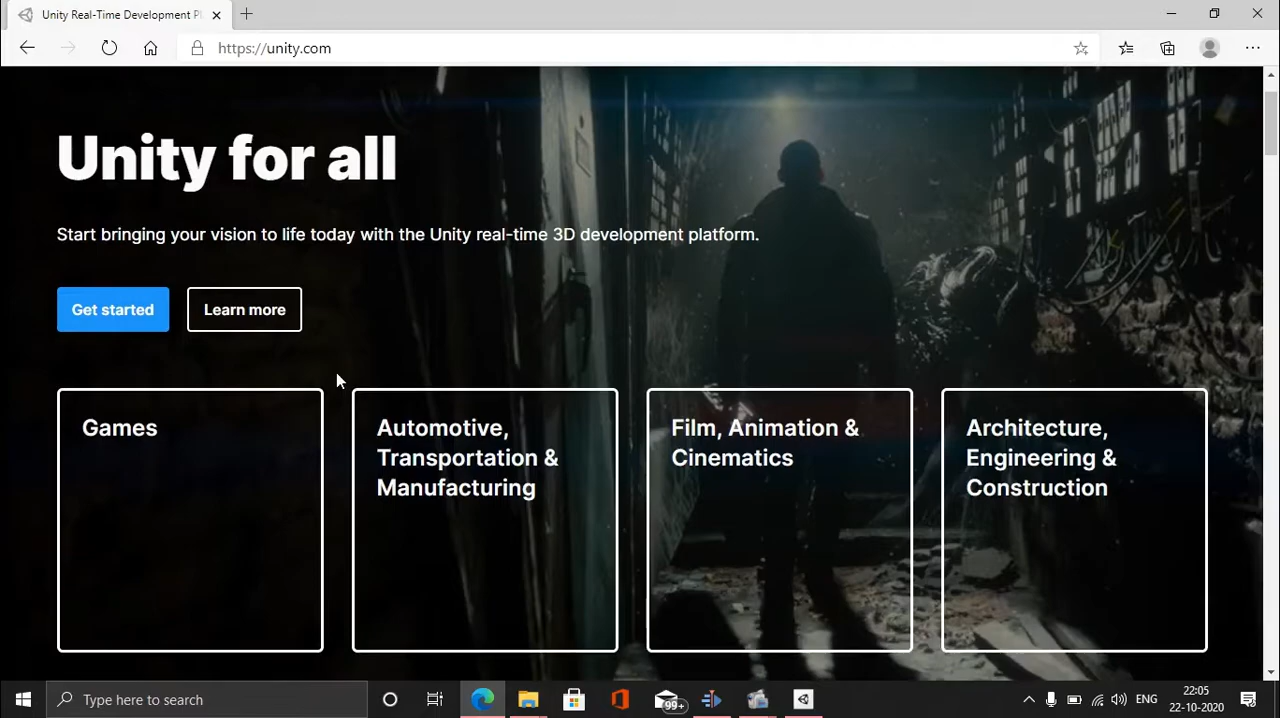 Unity Real-Time Development Pl
https://unity.com
Unity for all
Start bringing your vision to life today with the Unity real-time 3D development platform.
Get started
Learn more
Games
Automotive,
Transportation &
Manufacturing
Film, Animation &
Cinematics
Architecture,
Engineering &
Construction
Type here to search
99+
ENG
22:05
22-10-2020